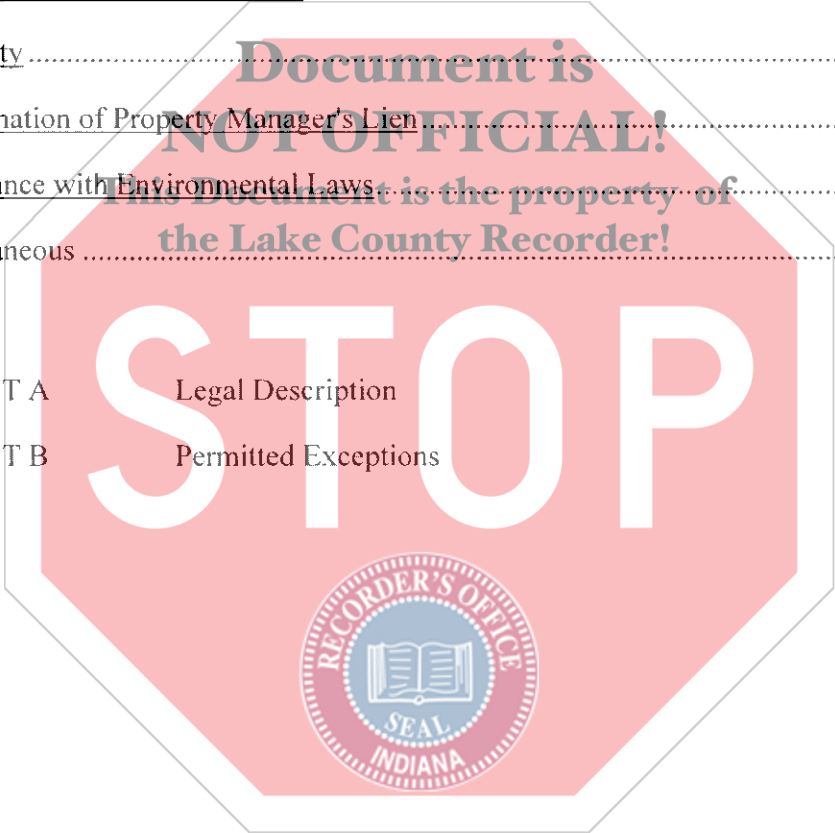 ty ..........
Document is
nation of Property Manager's Lien ..........
NOT OFFICIAL!
ance with Environmental Laws ..........
This Document is the property of
the Lake County Recorder!
neous ..........
STOP
T A Legal Description
T B Permitted Exceptions
RECORDER'S OFFICE
SEAL
INDIANA